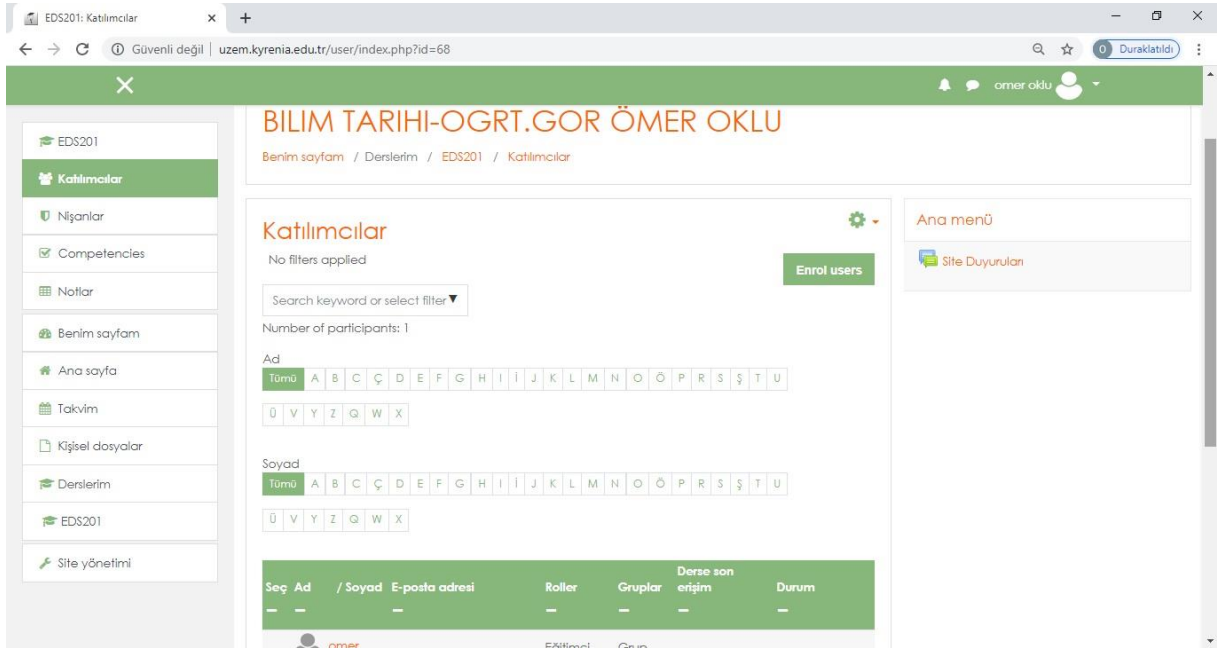 EDS201: Katılımcılar
Güvenli değil | uzem.kyrenia.edu.tr/user/index.php?id=68
O Duraklatıldı
omer oklu
BILIM TARIHI-OGRT.GOR ÖMER OKLU
Benim sayfam / Derslerim / EDS201 / Katılımcılar
EDS201
Katılımcılar
Nişanlar
Competencies
Notlar
Benim sayfam
Ana sayfa
Takvim
Kişisel dosyalar
Derslerim
EDS201
Site yönetimi
Katılımcılar
No filters applied
Enrol users
Search keyword or select filter
Number of participants: 1
Ad
Tümü A B C Ç D E F G H I İ J K L M N O Ö P R S Ş T U
Ü V Y Z Q W X
Soyad
Tümü A B C Ç D E F G H I İ J K L M N O Ö P R S Ş T U
Ü V Y Z Q W X
Seç Ad / Soyad E-posta adresi Roller Gruplar Derse son erişim Durum
omer Eğitimci Grup
Ana menü
Site Duyuruları